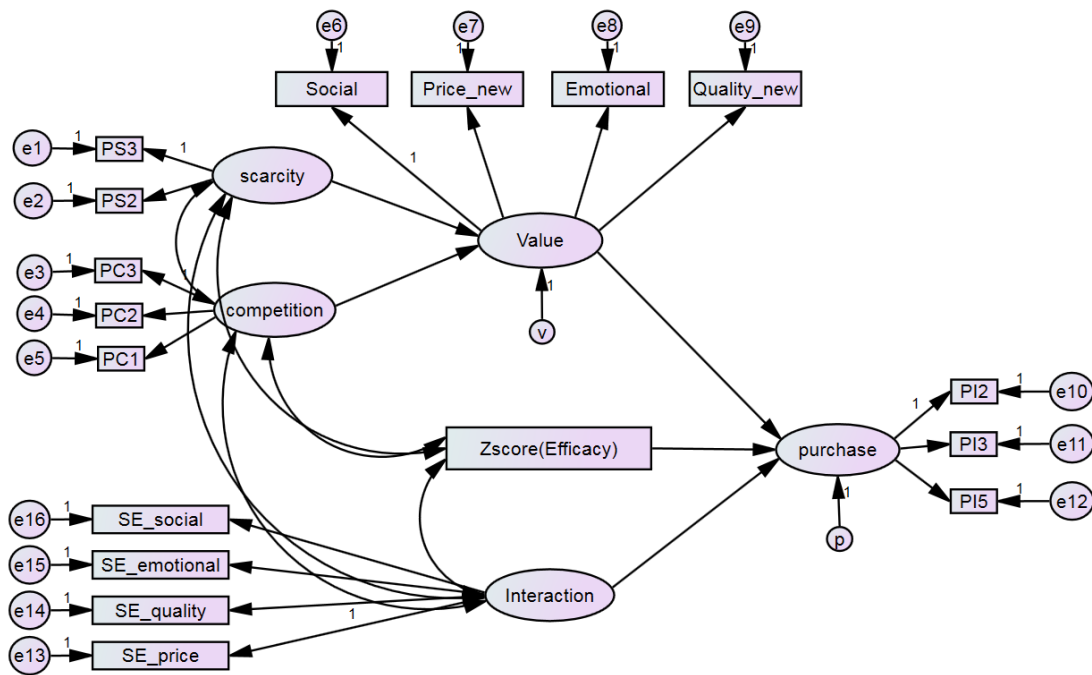 e6
e7
e8
e9
1
1
1
1
Social
Price_new
Emotional
Quality_new
e1
1
PS3
1
scarcity
1
e2
1
PS2
Value
e3
1
PC3
1
e4
1
PC2
competition
1
e5
1
PC1
v
PI2
1
e10
1
Zscore(Efficacy)
purchase
PI3
1
e11
1
PI5
1
e12
e16
1
SE_social
p
e15
1
SE_emotional
Interaction
e14
1
SE_quality
1
e13
1
SE_price